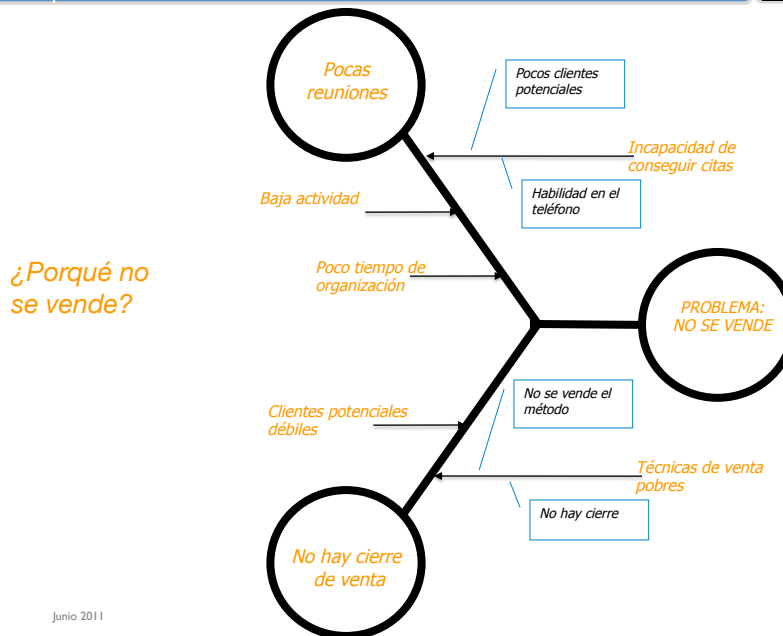 Pocas
reuniones
Pocos clientes
potenciales
Incapacidad de
conseguir citas
Baja actividad
Habilidad en el
teléfono
¿Porqué no
se vende?
Poco tiempo de
organización
PROBLEMA:
NO SE VENDE
No se vende el
método
Clientes potenciales
débiles
Técnicas de venta
pobres
No hay cierre
No hay cierre
de venta
Junio 2011